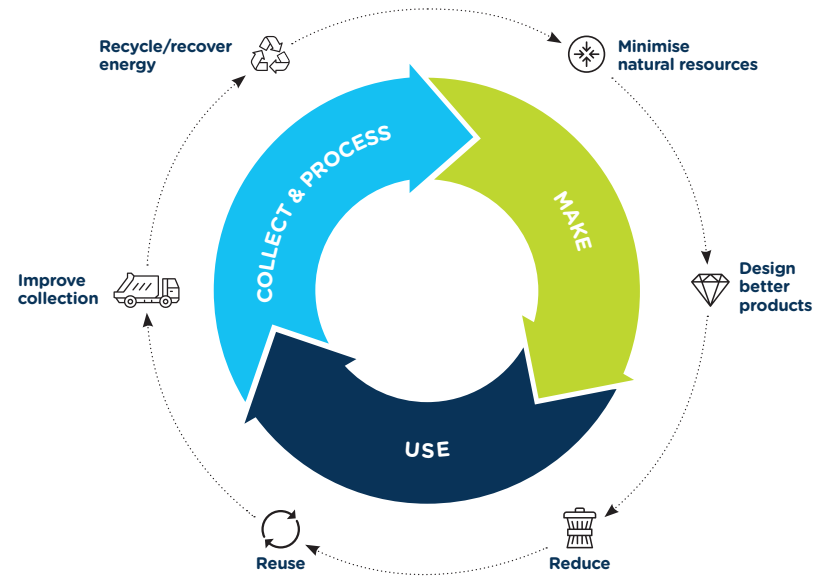 Recycle/recover
energy
Minimise
natural resources
COLLECT & PROCESS
MAKE
Improve
collection
Design
better
products
USE
Reuse
Reduce